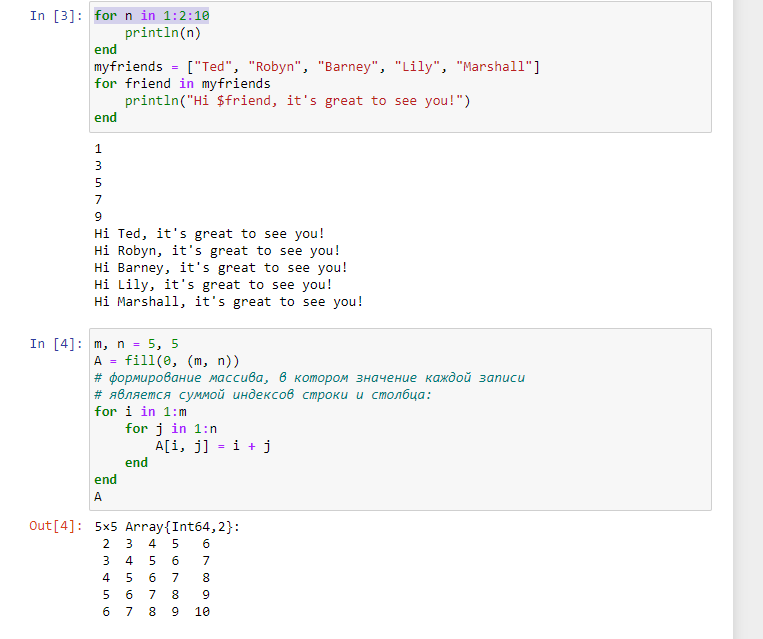 In [3]: for n in 1:2:10
    println(n)
end
myfriends = ["Ted", "Robyn", "Barney", "Lily", "Marshall"]
for friend in myfriends
    println("Hi $friend, it's great to see you!")
end
1
3
5
7
9
Hi Ted, it's great to see you!
Hi Robyn, it's great to see you!
Hi Barney, it's great to see you!
Hi Lily, it's great to see you!
Hi Marshall, it's great to see you!
In [4]: m, n = 5, 5
A = fill(0, (m, n))
# формирование массива, в котором значение каждой записи
# является суммой индексов строки и столбца:
for i in 1:m
    for j in 1:n
        A[i, j] = i + j
    end
end
A
Out[4]: 5×5 Array{Int64,2}:
 2  3  4  5   6
 3  4  5  6   7
 4  5  6  7   8
 5  6  7  8   9
 6  7  8  9  10